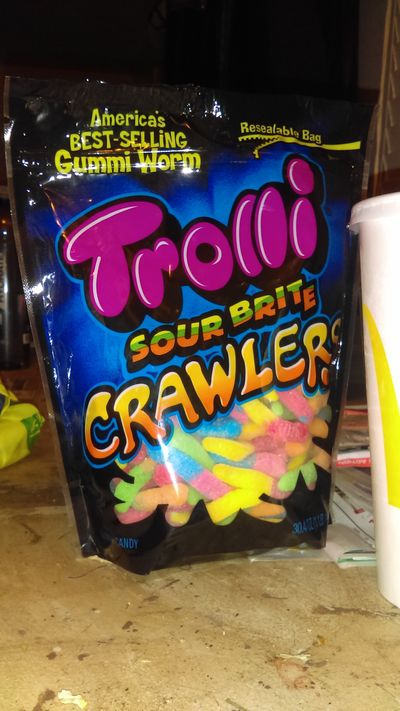 America's
BEST-SELLING
Gummi Worm
Resealable Bag
Trolli
SOUR BRITE
CRAWLERS
CANDY